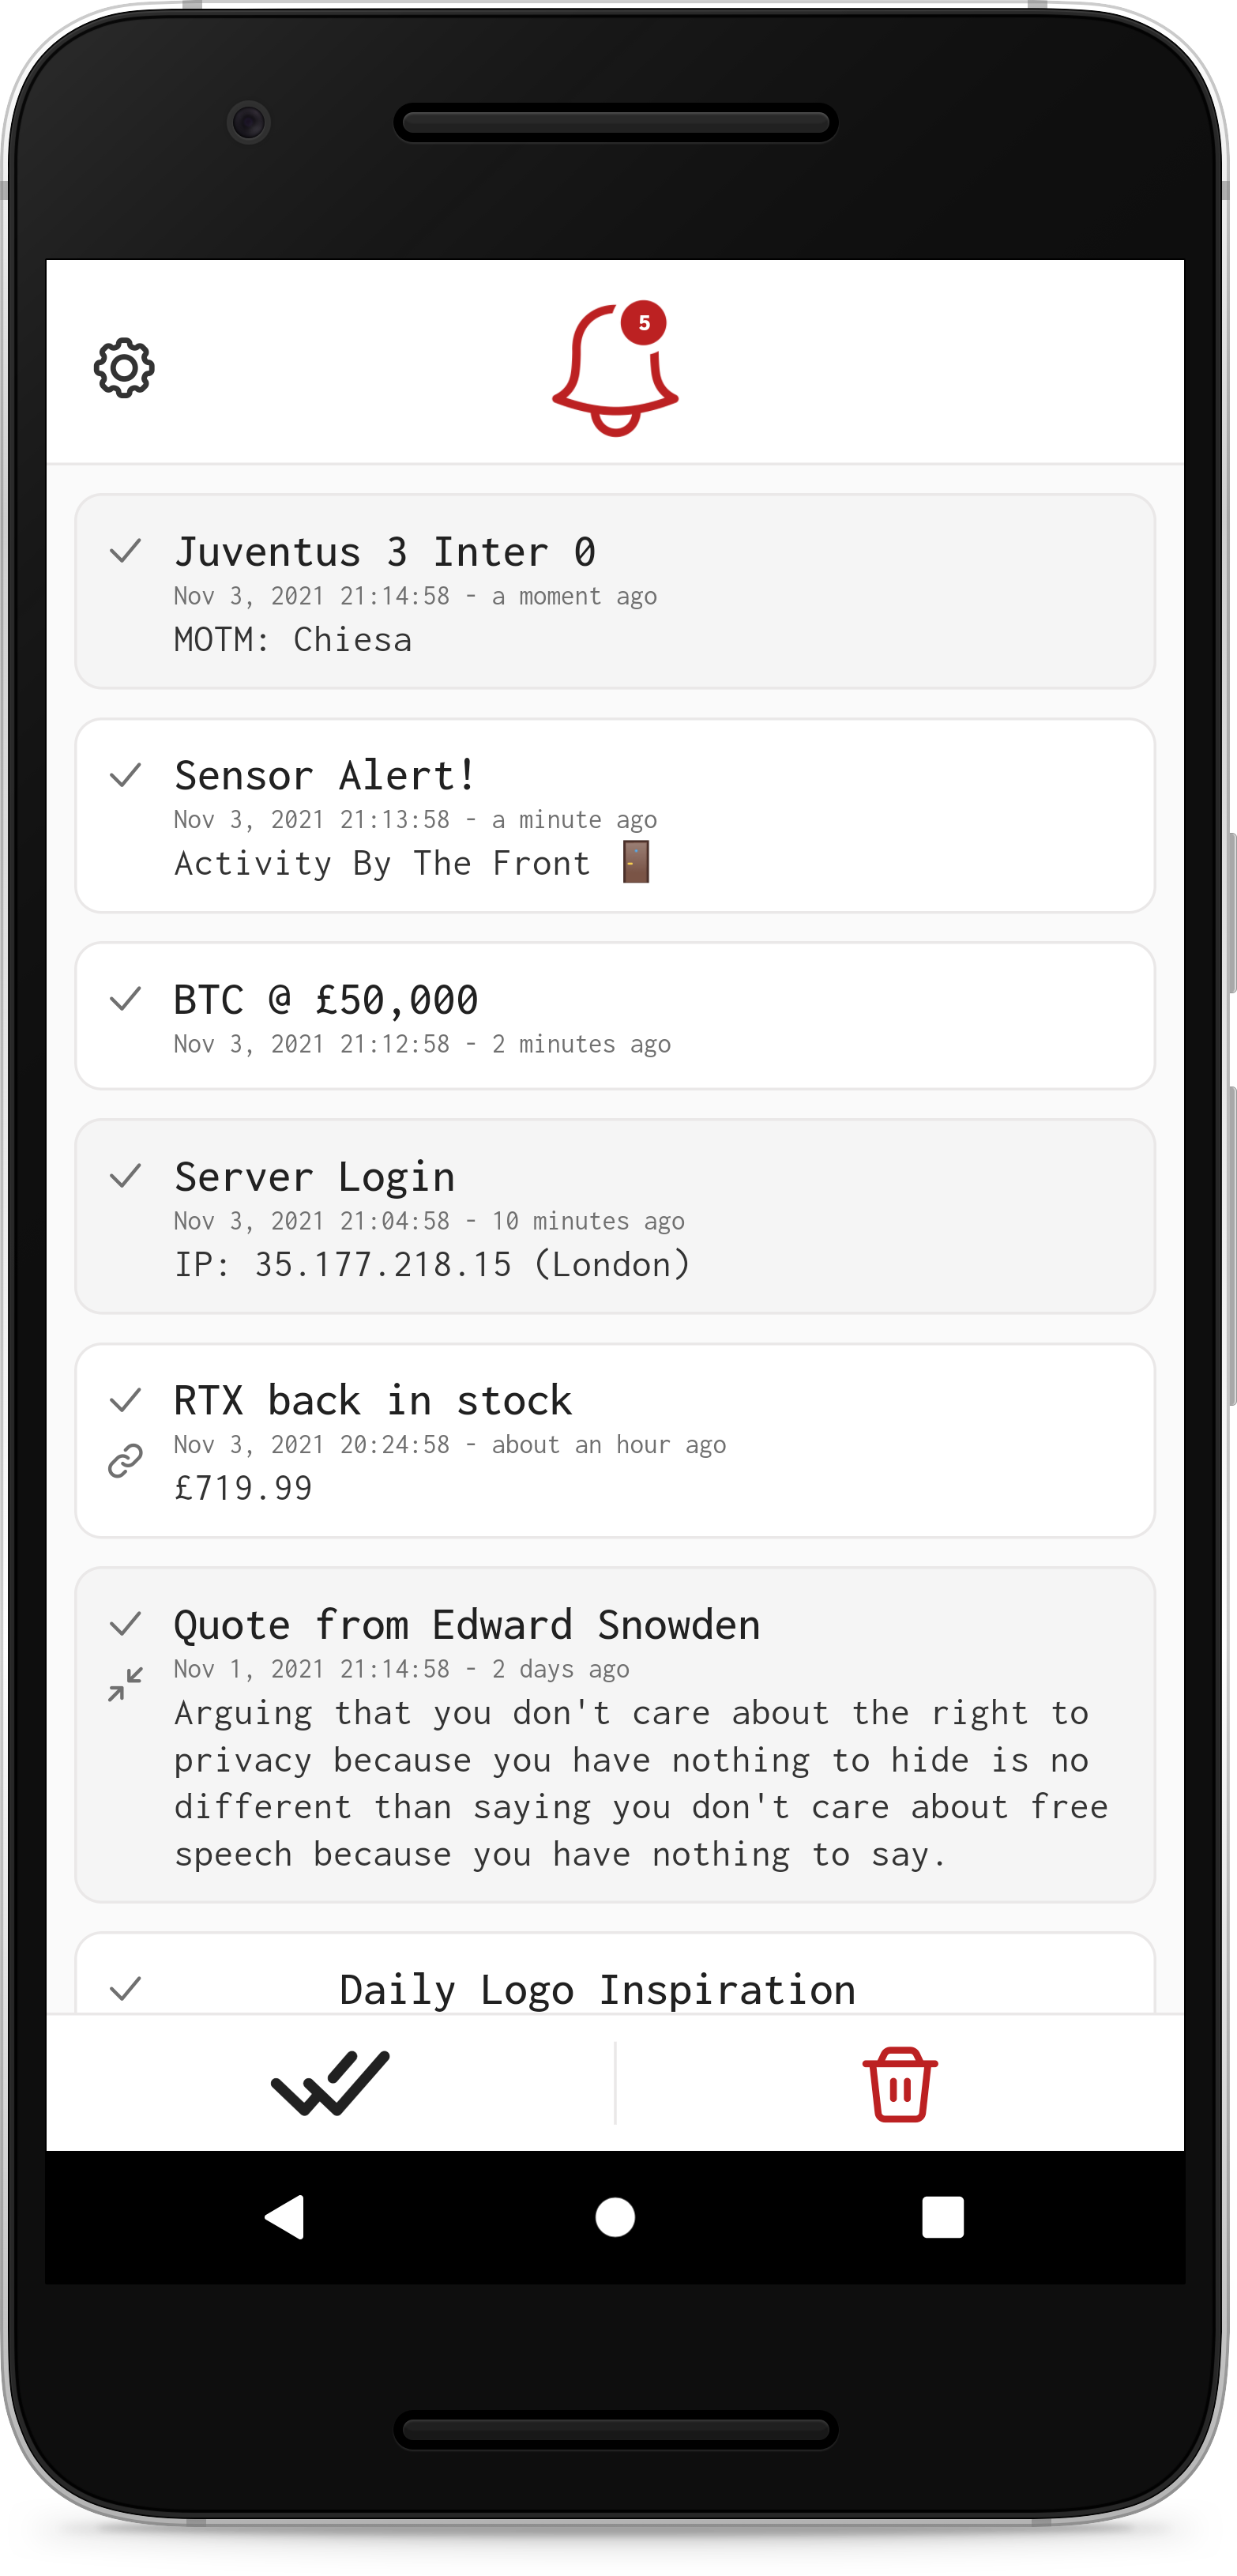 5
Juventus 3 Inter 0
Nov 3, 2021 21:14:58 - a moment ago
MOTM: Chiesa
Sensor Alert!
Nov 3, 2021 21:13:58 - a minute ago
Activity By The Front 🚪
BTC @ £50,000
Nov 3, 2021 21:12:58 - 2 minutes ago
Server Login
Nov 3, 2021 21:04:58 - 10 minutes ago
IP: 35.177.218.15 (London)
RTX back in stock
Nov 3, 2021 20:24:58 - about an hour ago
£719.99
Quote from Edward Snowden
Nov 1, 2021 21:14:58 - 2 days ago
Arguing that you don't care about the right to
privacy because you have nothing to hide is no
different than saying you don't care about free
speech because you have nothing to say.
Daily Logo Inspiration